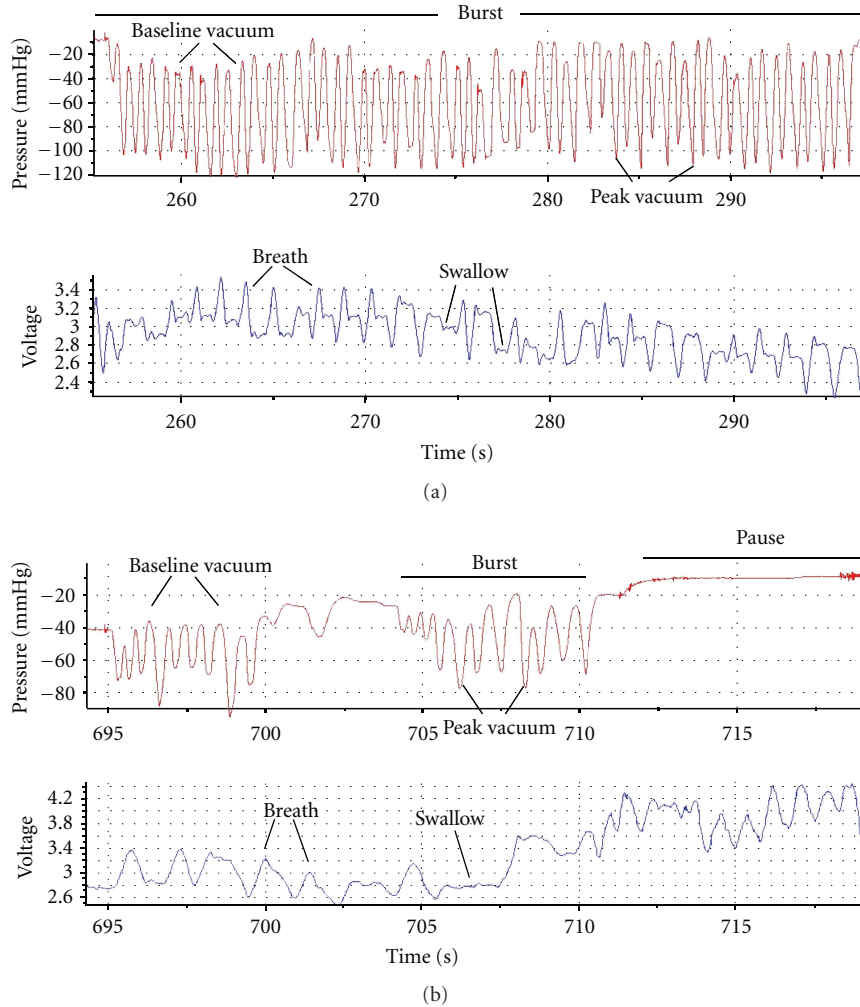 Burst
Baseline vacuum
Pressure (mmHg)
−20
−40
−60
−80
−100
−120
260
270
280
290
Peak vacuum
Breath
Swallow
Voltage
3.4
3.2
3
2.8
2.6
2.4
260
270
280
290
Time (s)
(a)
Pause
Baseline vacuum
Burst
Pressure (mmHg)
−20
−40
−60
−80
695
700
705
710
715
Peak vacuum
Breath
Swallow
Voltage
4.2
3.8
3.4
3
2.6
695
700
705
710
715
Time (s)
(b)